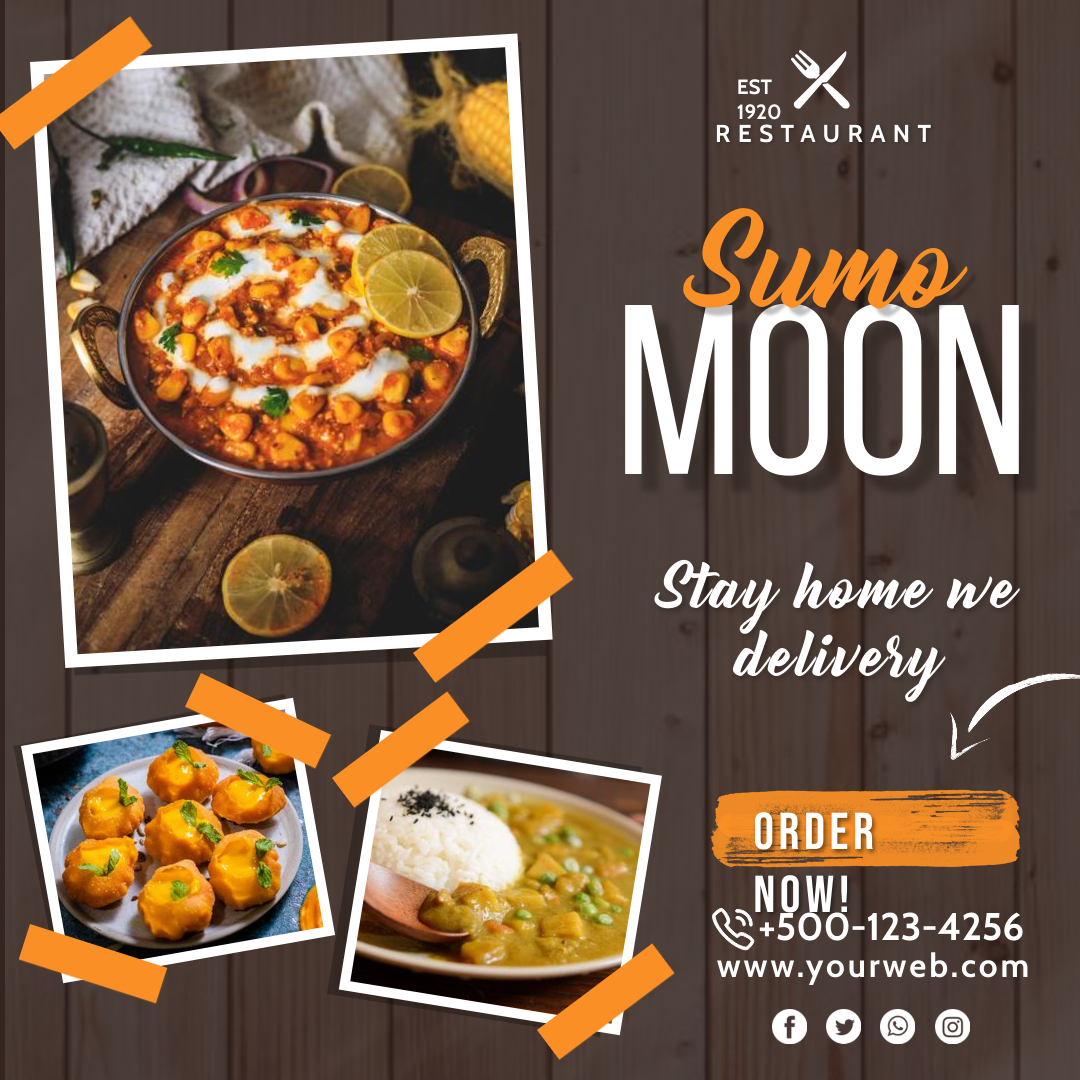 EST
1920
RESTAURANT
Sumo
MOON
Stay home we
delivery
ORDER
NOW!
+500-123-4256
www.yourweb.com